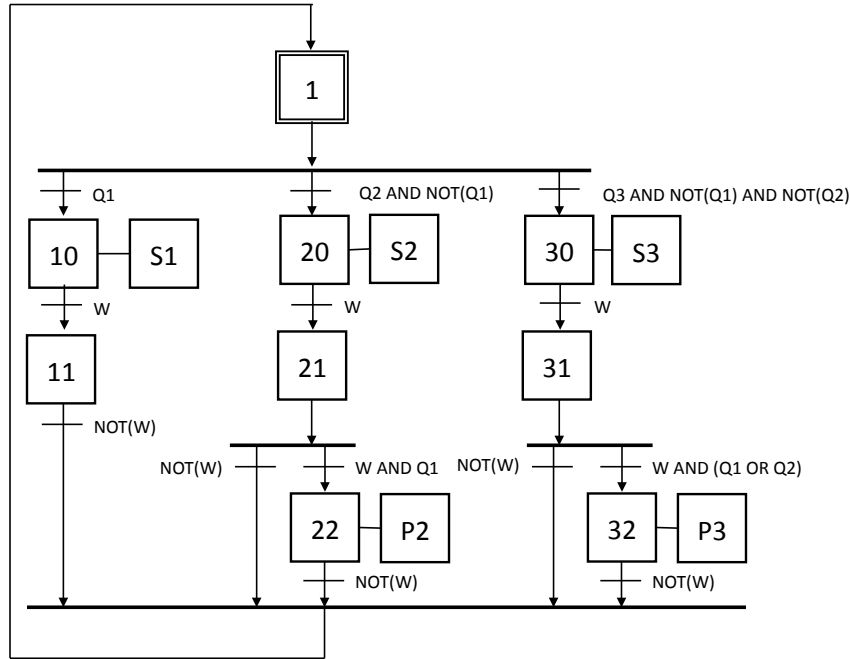 1
Q1
Q2 AND NOT(Q1)
Q3 AND NOT(Q1) AND NOT(Q2)
10
S1
20
S2
30
S3
W
W
W
11
21
31
NOT(W)
NOT(W)
W AND Q1
NOT(W)
W AND (Q1 OR Q2)
22
P2
32
P3
NOT(W)
NOT(W)